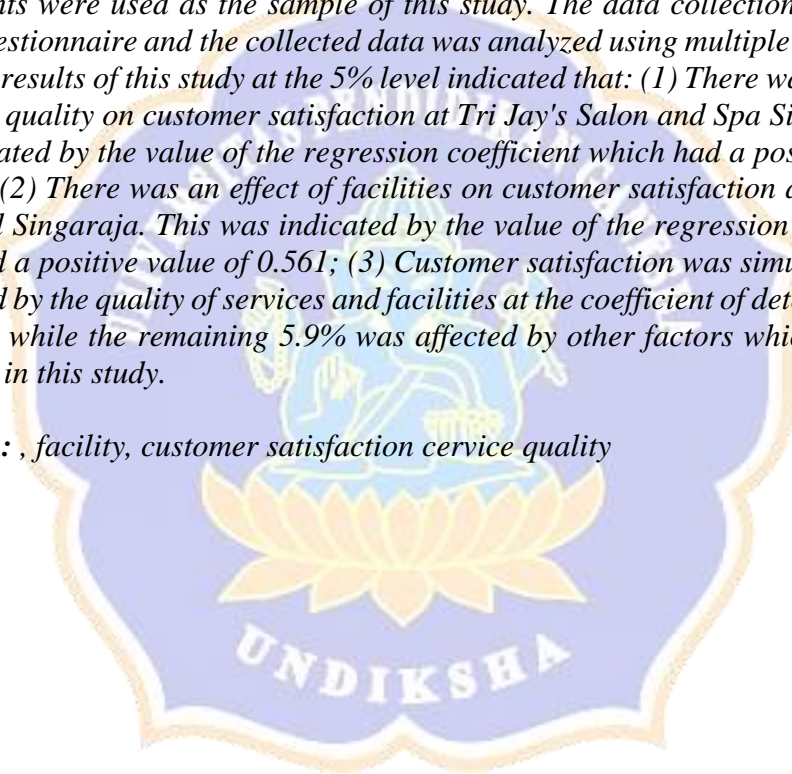 nts were used as the sample of this study. The data collection
estionnaire and the collected data was analyzed using multiple
results of this study at the 5% level indicated that: (1) There wa
quality on customer satisfaction at Tri Jay's Salon and Spa Si
ated by the value of the regression coefficient which had a pos
(2) There was an effect of facilities on customer satisfaction
l Singaraja. This was indicated by the value of the regression
d a positive value of 0.561; (3) Customer satisfaction was simu
d by the quality of services and facilities at the coefficient of det
while the remaining 5.9% was affected by other factors whic
in this study.
: , facility, customer satisfaction cervice quality
UNIVERSITAS PENDIDIKAN
UNDIKSHA